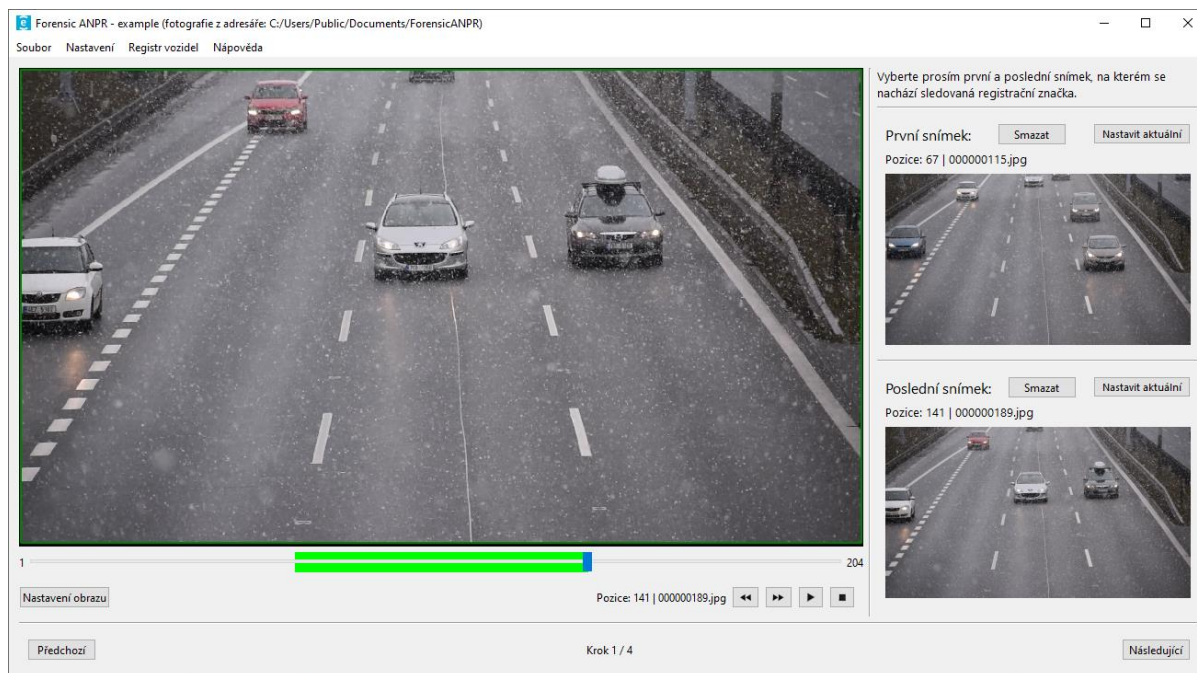 Forensic ANPR - example (fotografie z adresáře: C:/Users/Public/Documents/ForensicANPR)
Soubor Nastavení Registr vozidel Nápověda
Vyberte prosím první a poslední snímek, na kterém se
nachází sledovaná registrační značka.
První snímek: Smazat Nastavit aktuální
Pozice: 67 | 000000115.jpg
Poslední snímek: Smazat Nastavit aktuální
Pozice: 141 | 000000189.jpg
1 204
Nastavení obrazu Pozice: 141 | 000000189.jpg
Předchozí Krok 1 / 4 Následující